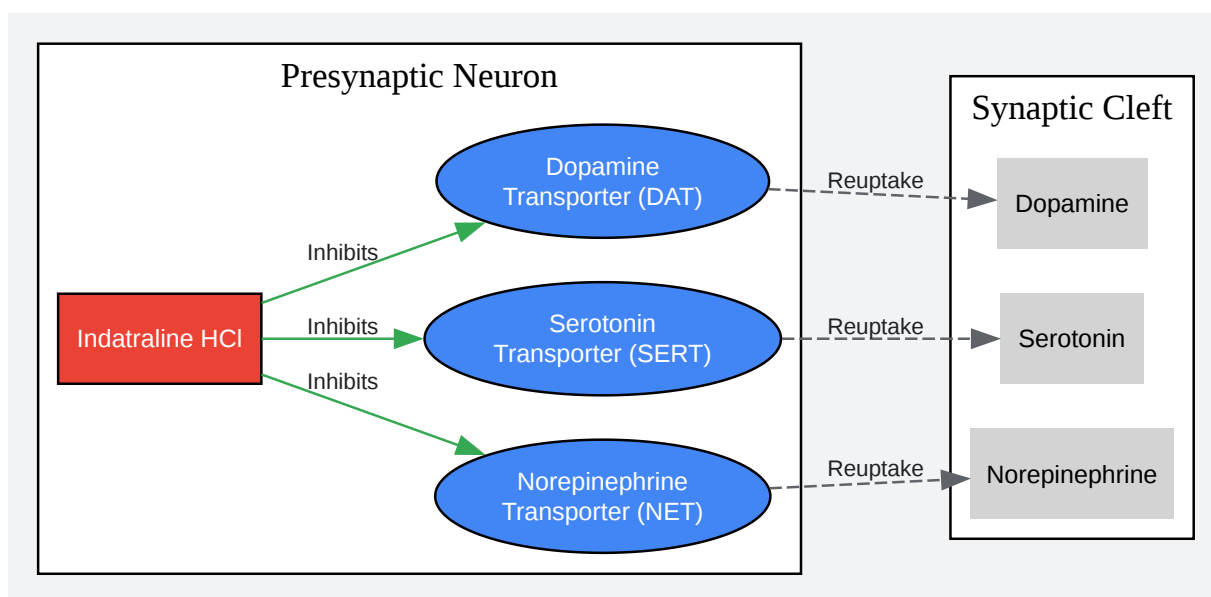 Presynaptic Neuron
Synaptic Cleft
Dopamine
Transporter (DAT)
Reuptake
Dopamine
Inhibits
Indatraline HCl
Inhibits
Serotonin
Transporter (SERT)
Reuptake
Serotonin
Inhibits
Norepinephrine
Transporter (NET)
Reuptake
Norepinephrine